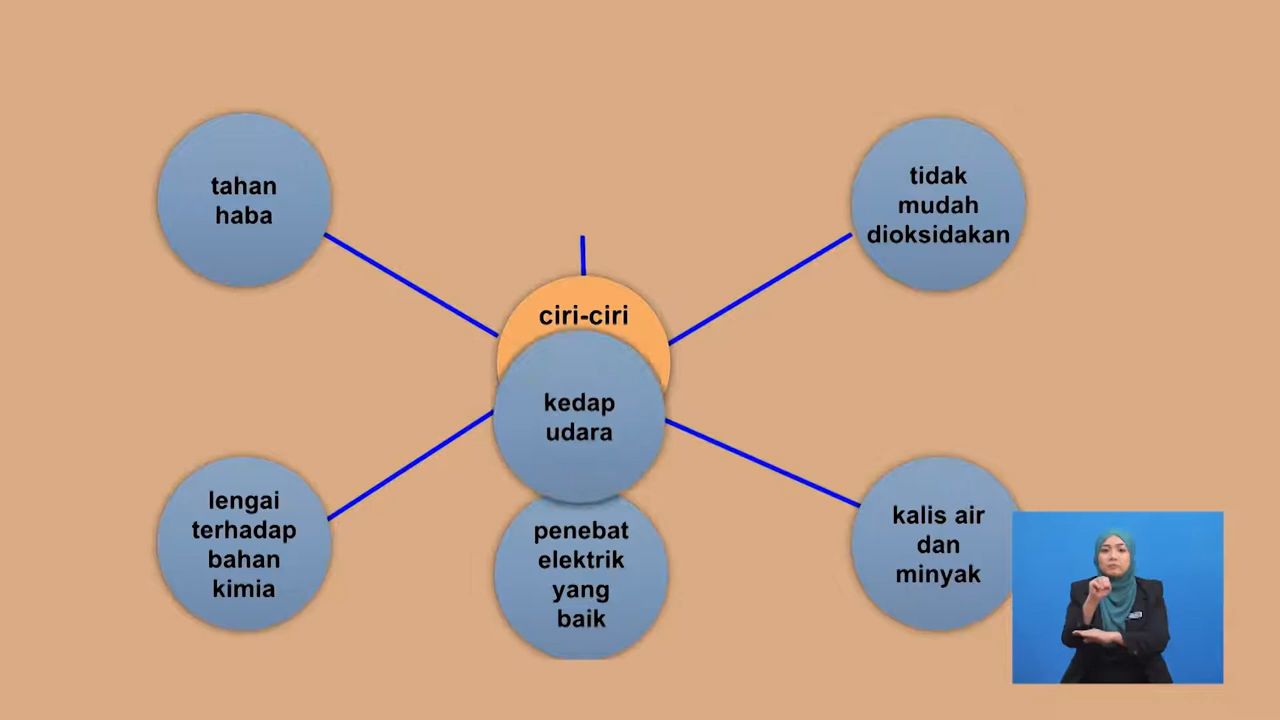 tahan
haba
tidak
mudah
dioksidakan
ciri-ciri
kedap
udara
lengai
terhadap
bahan
kimia
penebat
elektrik
yang
baik
kalis air
dan
minyak